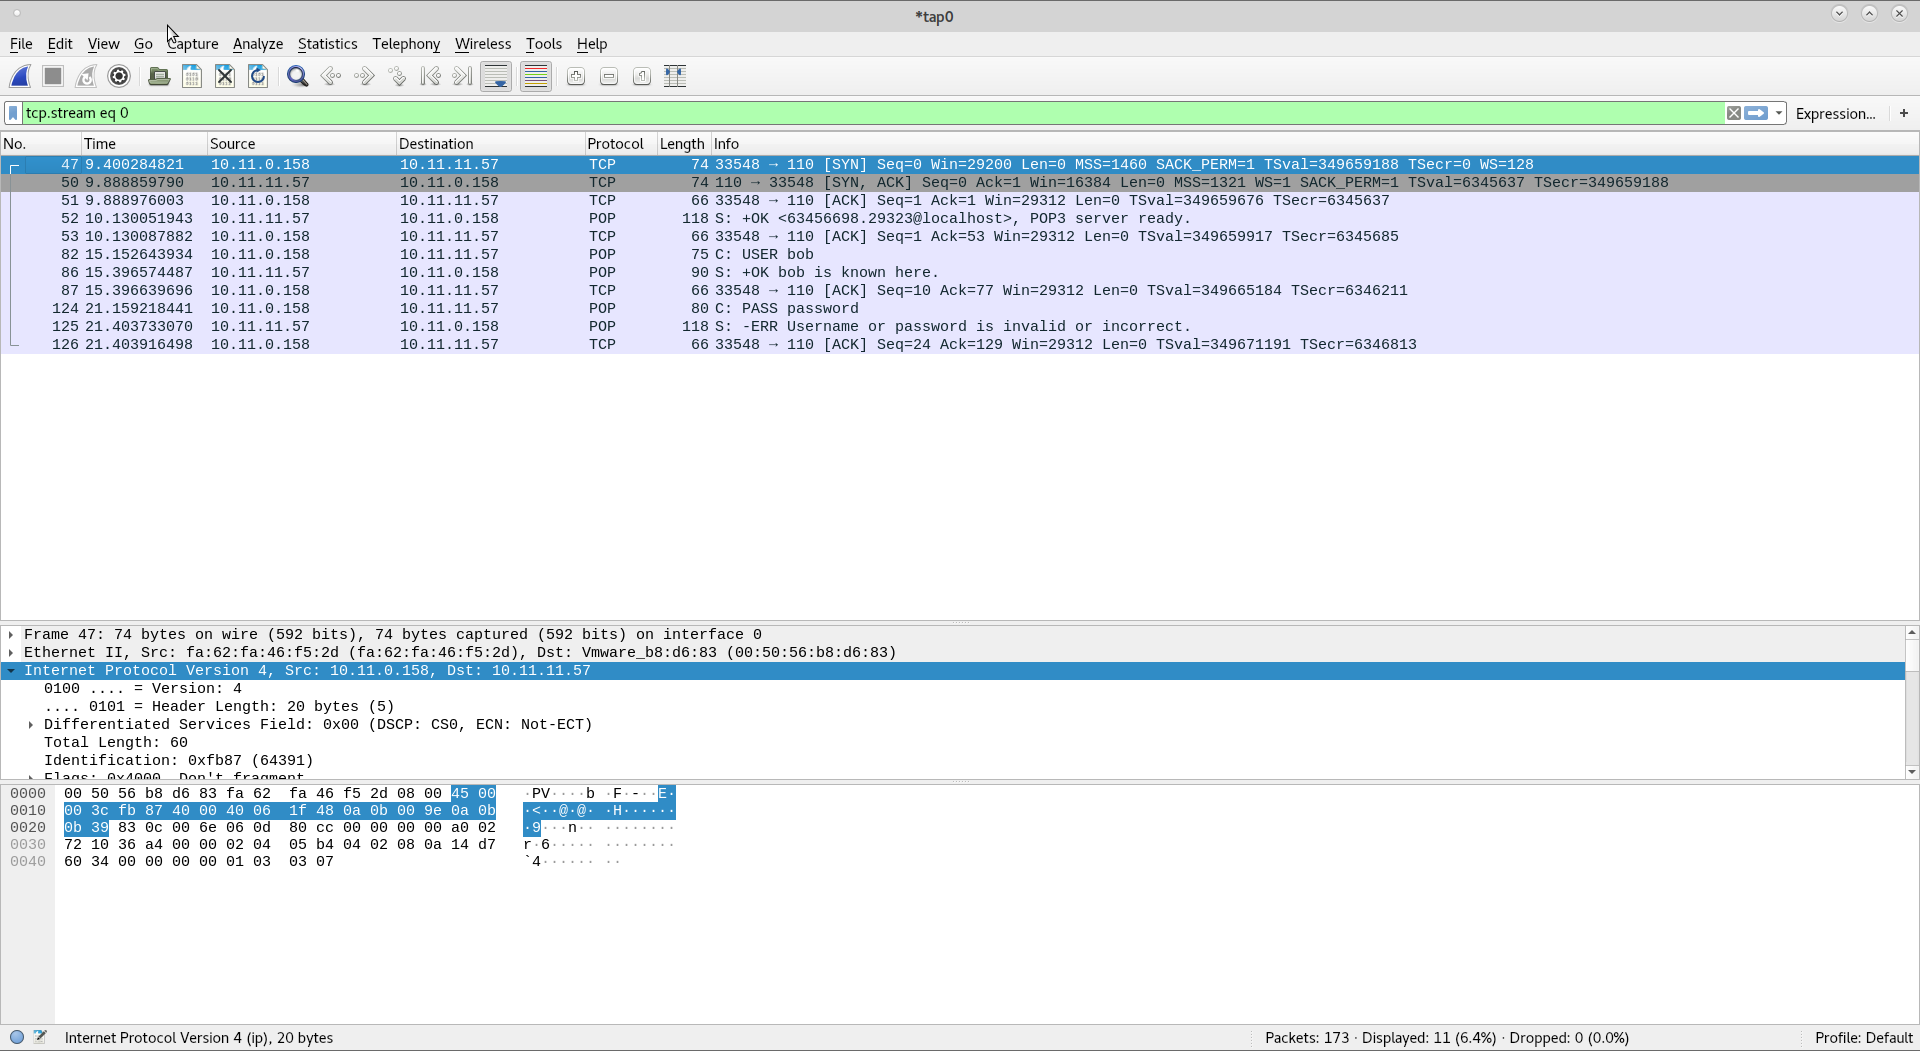 *tap0
File Edit View Go Capture Analyze Statistics Telephony Wireless Tools Help
tcp.stream eq 0 Expression... +
No. Time Source Destination Protocol Length Info
47 9.400284821 10.11.0.158 10.11.11.57 TCP 74 33548 → 110 [SYN] Seq=0 Win=29200 Len=0 MSS=1460 SACK_PERM=1 TSval=349659188 TSecr=0 WS=128
50 9.888859790 10.11.11.57 10.11.0.158 TCP 74 110 → 33548 [SYN, ACK] Seq=0 Ack=1 Win=16384 Len=0 MSS=1321 WS=1 SACK_PERM=1 TSval=6345637 TSecr=349659188
51 9.888976003 10.11.0.158 10.11.11.57 TCP 66 33548 → 110 [ACK] Seq=1 Ack=1 Win=29312 Len=0 TSval=349659676 TSecr=6345637
52 10.130051943 10.11.11.57 10.11.0.158 POP 118 S: +OK <63456698.29323@localhost>, POP3 server ready.
53 10.130087882 10.11.0.158 10.11.11.57 TCP 66 33548 → 110 [ACK] Seq=1 Ack=53 Win=29312 Len=0 TSval=349659917 TSecr=6345685
82 15.152643934 10.11.0.158 10.11.11.57 POP 75 C: USER bob
86 15.396574487 10.11.11.57 10.11.0.158 POP 90 S: +OK bob is known here.
87 15.396639696 10.11.0.158 10.11.11.57 TCP 66 33548 → 110 [ACK] Seq=10 Ack=77 Win=29312 Len=0 TSval=349665184 TSecr=6346211
124 21.159218441 10.11.0.158 10.11.11.57 POP 80 C: PASS password
125 21.403733070 10.11.11.57 10.11.0.158 POP 118 S: -ERR Username or password is invalid or incorrect.
126 21.403916498 10.11.0.158 10.11.11.57 TCP 66 33548 → 110 [ACK] Seq=24 Ack=129 Win=29312 Len=0 TSval=349671191 TSecr=6346813
Frame 47: 74 bytes on wire (592 bits), 74 bytes captured (592 bits) on interface 0
Ethernet II, Src: fa:62:fa:46:f5:2d (fa:62:fa:46:f5:2d), Dst: Vmware_b8:d6:83 (00:50:56:b8:d6:83)
Internet Protocol Version 4, Src: 10.11.0.158, Dst: 10.11.11.57
0100 .... = Version: 4
.... 0101 = Header Length: 20 bytes (5)
Differentiated Services Field: 0x00 (DSCP: CS0, ECN: Not-ECT)
Total Length: 60
Identification: 0xfb87 (64391)
Flags: 0x4000, Don't fragment
0000 00 50 56 b8 d6 83 fa 62 fa 46 f5 2d 08 00 45 00 ·PV····b ·F·-··E·
0010 00 3c fb 87 40 00 40 06 1f 48 0a 0b 00 9e 0a 0b ·<··@·@· ·H······
0020 0b 39 83 0c 00 6e 06 0d 80 cc 00 00 00 00 a0 02 ·9···n·· ········
0030 72 10 36 a4 00 00 02 04 05 b4 04 02 08 0a 14 d7 r·6····· ········
0040 60 34 00 00 00 00 01 03 03 07 `4······ ··
Internet Protocol Version 4 (ip), 20 bytes Packets: 173 · Displayed: 11 (6.4%) · Dropped: 0 (0.0%) Profile: Default